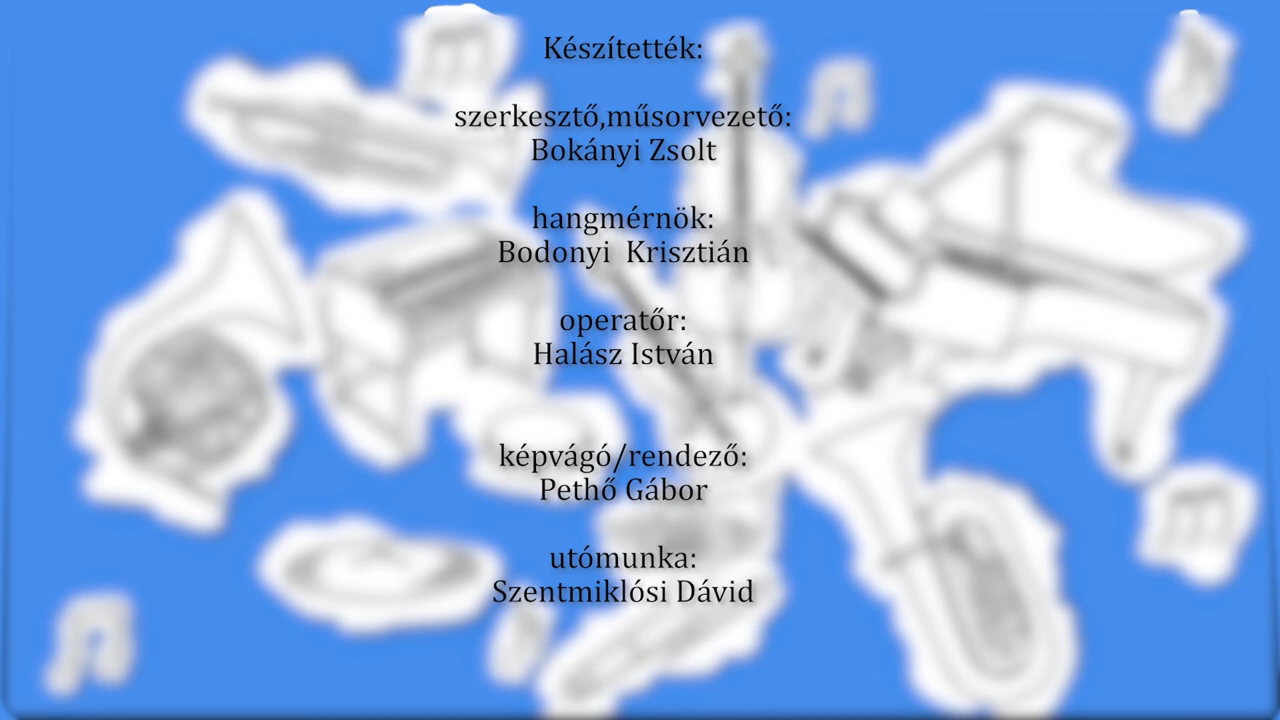 Készítették:
szerkesztő,műsorvezető:
Bokányi Zsolt
hangmérnök:
Bodonyi  Krisztián
operatőr:
Halász István
képvágó/rendező:
Pethő Gábor
utómunka:
Szentmiklósi Dávid